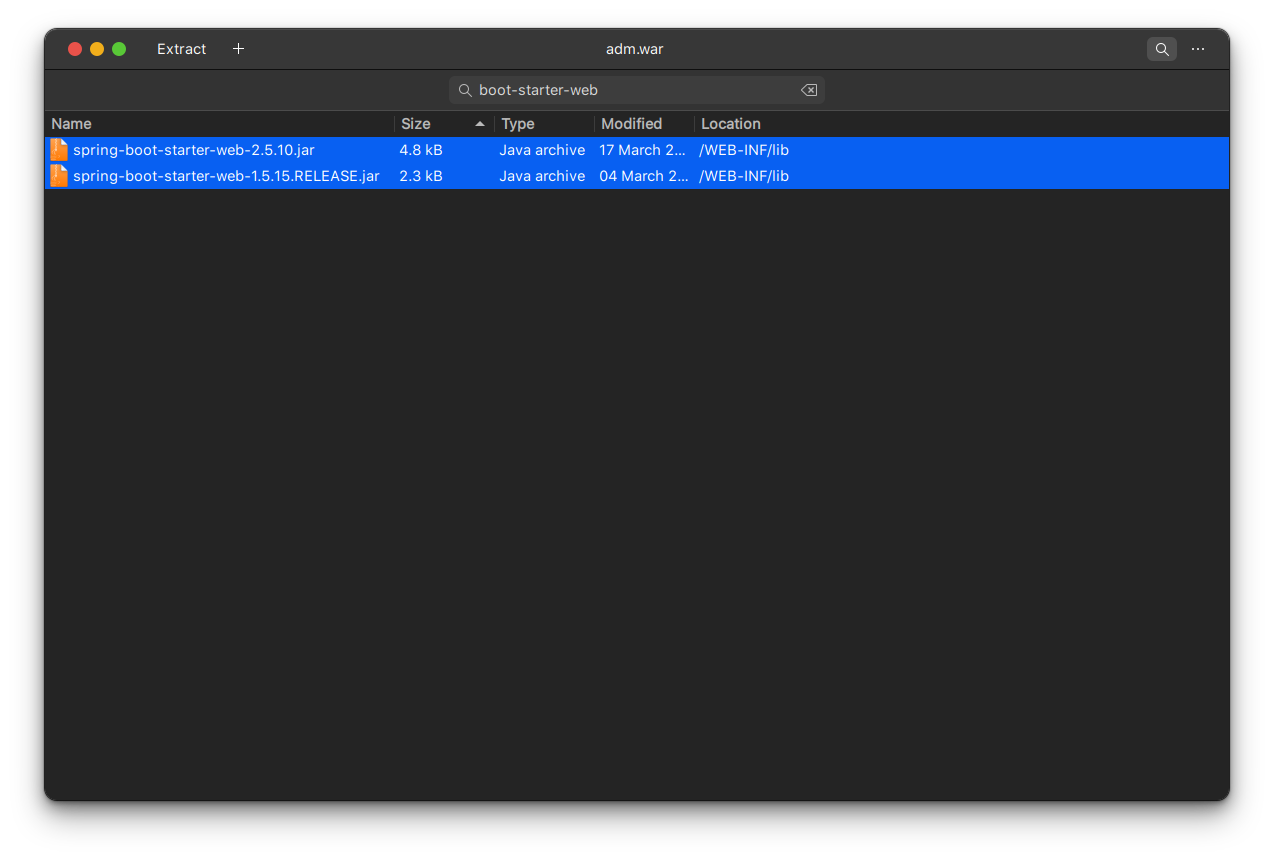 Extract + adm.war ...
boot-starter-web
Name Size Type Modified Location
spring-boot-starter-web-2.5.10.jar 4.8 kB Java archive 17 March 2... /WEB-INF/lib
spring-boot-starter-web-1.5.15.RELEASE.jar 2.3 kB Java archive 04 March 2... /WEB-INF/lib